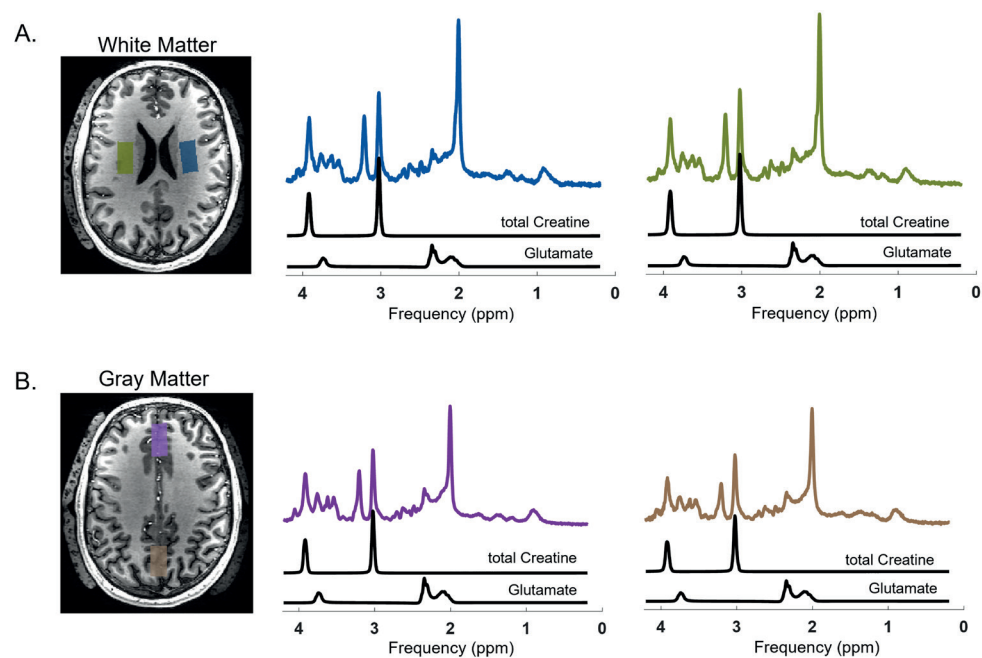 A.
White Matter
total Creatine
Glutamate
4 3 2 1 0
Frequency (ppm)
total Creatine
Glutamate
4 3 2 1 0
Frequency (ppm)
B.
Gray Matter
total Creatine
Glutamate
4 3 2 1 0
Frequency (ppm)
total Creatine
Glutamate
4 3 2 1 0
Frequency (ppm)